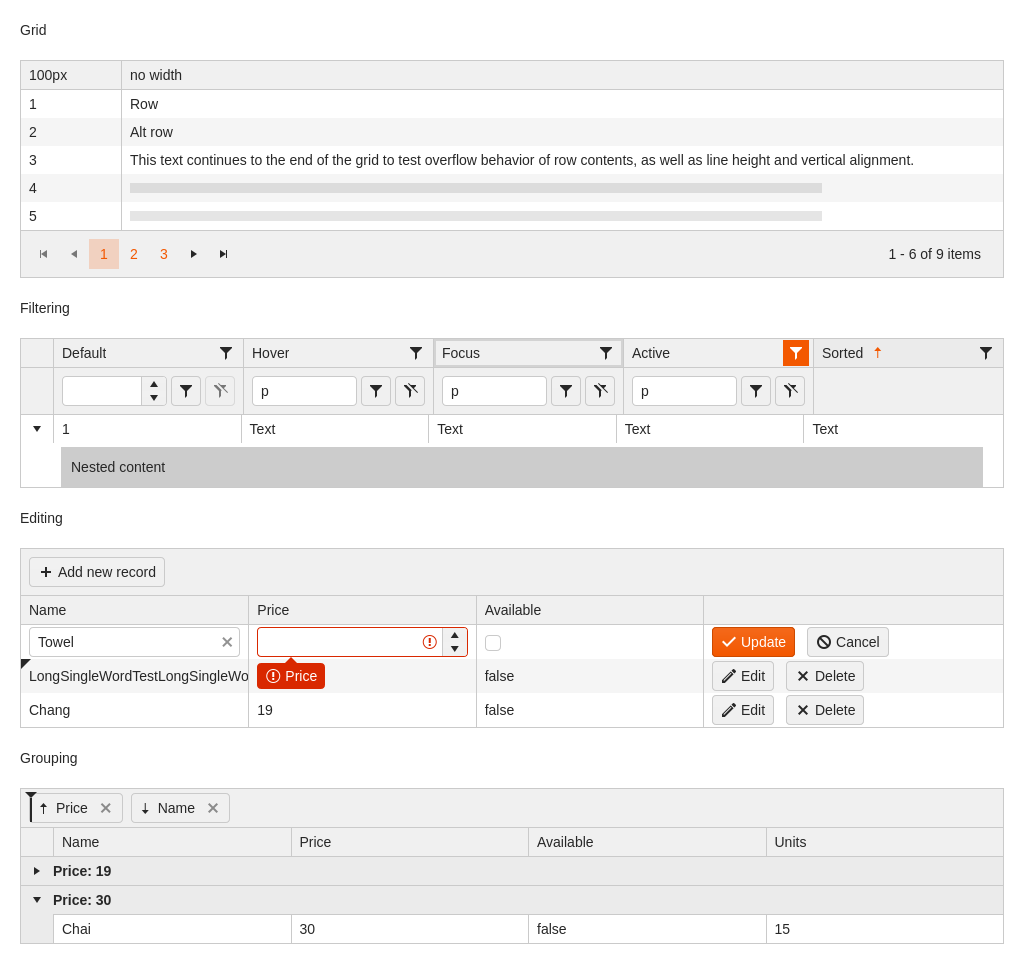 Grid
100px no width
1 Row
2 Alt row
3 This text continues to the end of the grid to test overflow behavior of row contents, as well as line height and vertical alignment.
4
5
1 2 3 1 - 6 of 9 items
Filtering
Default Hover Focus Active Sorted
p p p
1 Text Text Text Text
Nested content
Editing
Add new record
Name Price Available
Towel Update Cancel
LongSingleWordTestLongSingleWo Price false Edit Delete
Chang 19 false Edit Delete
Grouping
Price Name
Name Price Available Units
Price: 19
Price: 30
Chai 30 false 15